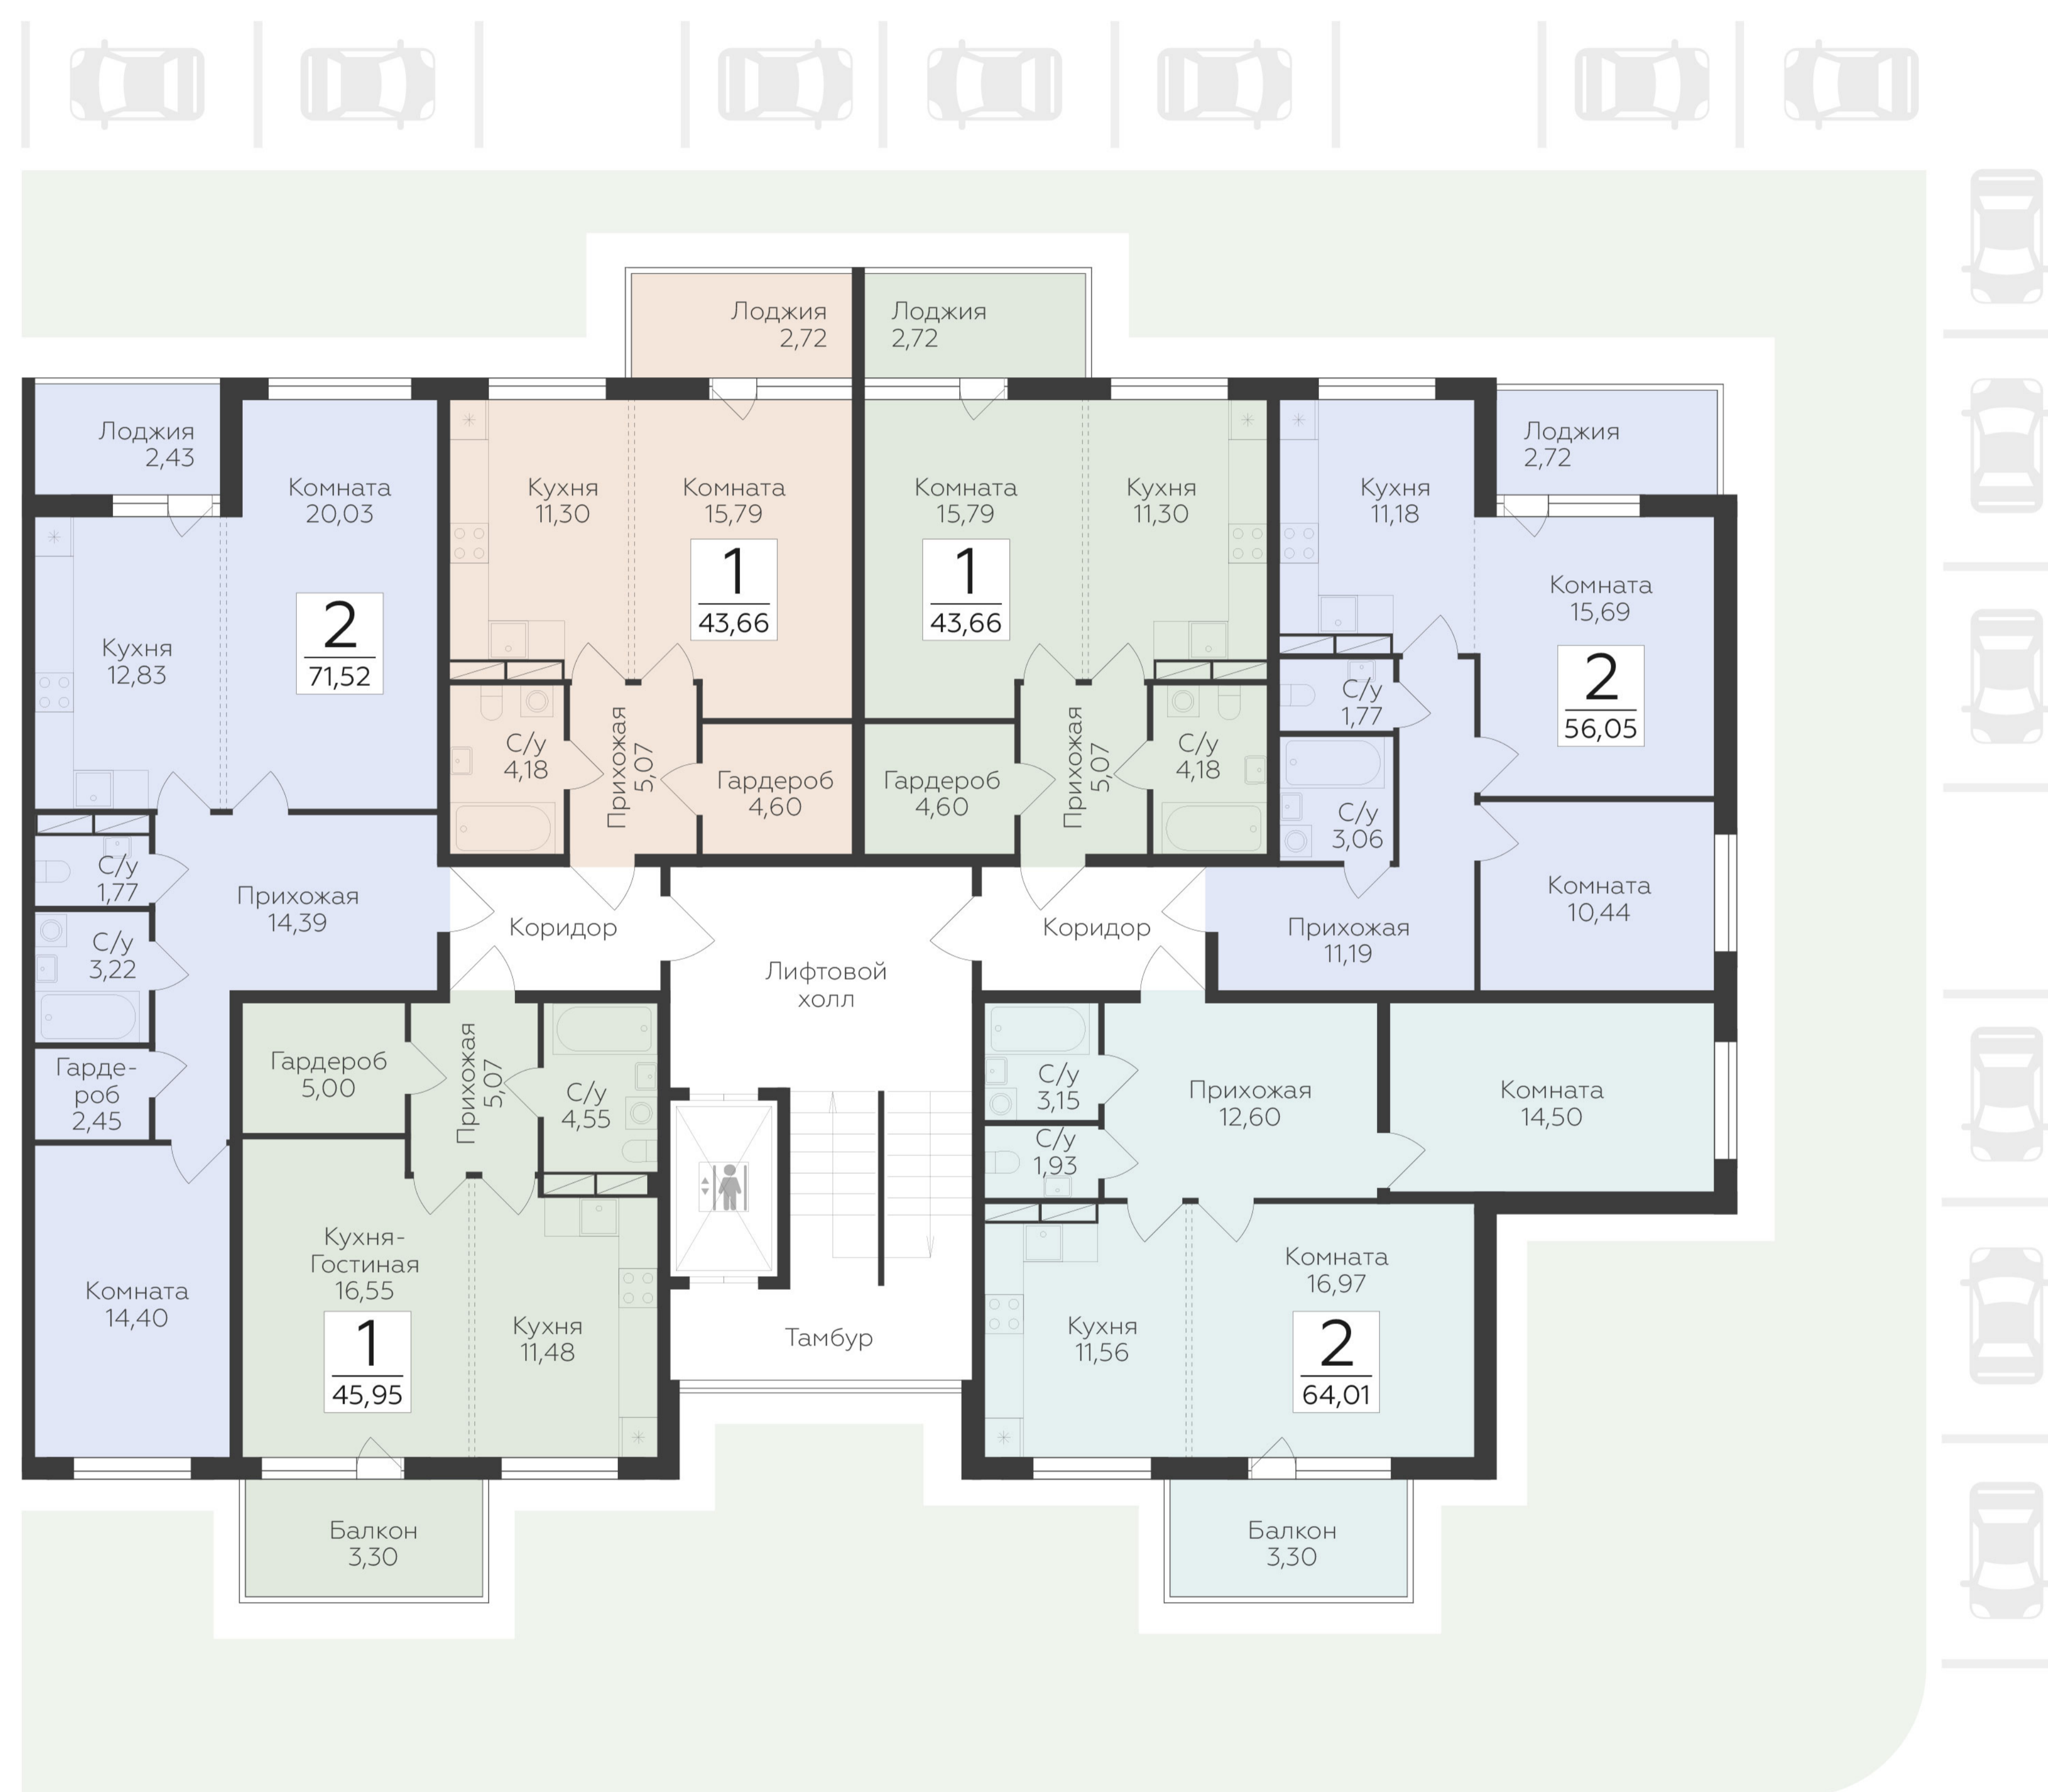 Лоджия
2,72
Лоджия
2,72
Лоджия
2,43
Комната
20,03
Кухня
12,83
2
71,52
С/у
1,77
Прихожая
14,39
С/у
3,22
Гарде-
роб
2,45
Комната
14,40
Кухня
11,30
Комната
15,79
1
43,66
С/у
4,18
Прихожая
5,07
Гардероб
4,60
Комната
15,79
Кухня
11,30
1
43,66
Гардероб
4,60
Прихожая
5,07
С/у
4,18
Кухня
11,18
Лоджия
2,72
Комната
15,69
2
56,05
С/у
1,77
С/у
3,06
Комната
10,44
Прихожая
11,19
Коридор
Лифтовой
холл
Коридор
Гардероб
5,00
Прихожая
5,07
С/у
4,55
Кухня-
Гостиная
16,55
1
45,95
Кухня
11,48
Балкон
3,30
Тамбур
С/у
3,15
С/у
1,93
Прихожая
12,60
Комната
14,50
Кухня
11,56
Комната
16,97
2
64,01
Балкон
3,30